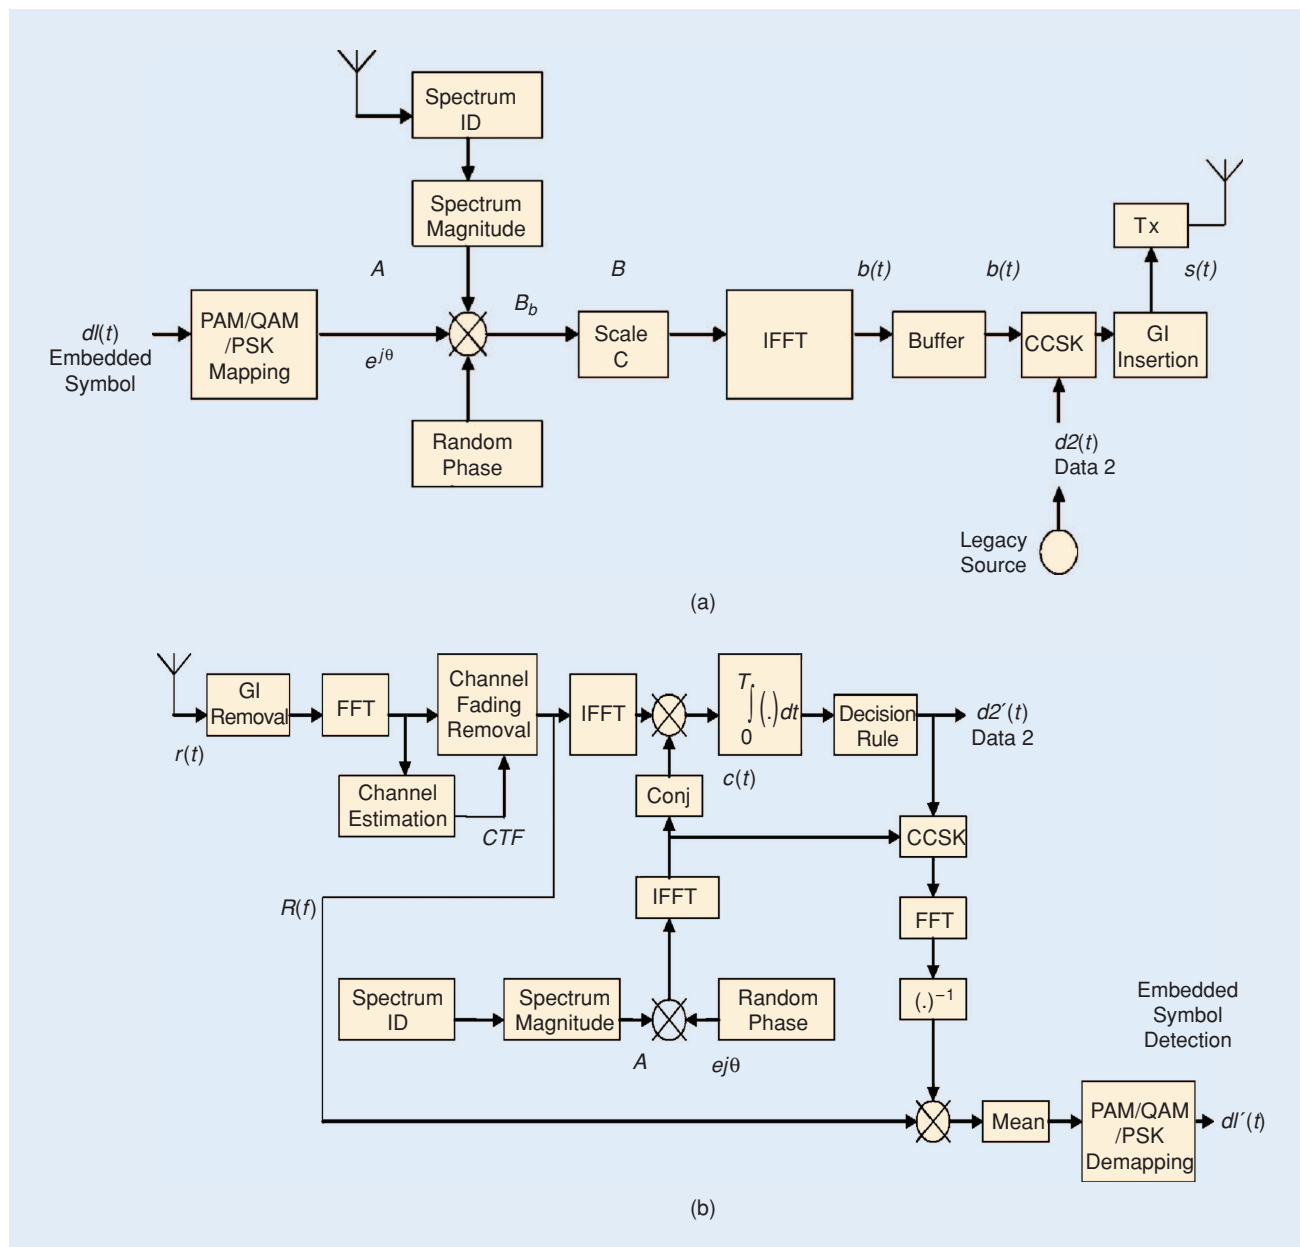 Spectrum
ID
Spectrum
Magnitude
Tx
A
B
b(t)
b(t)
s(t)
dl(t)
Embedded
Symbol
PAM/QAM
/PSK
Mapping
e^{jθ}
B_b
Scale
C
IFFT
Buffer
CCSK
GI
Insertion
Random
Phase
d2(t)
Data 2
Legacy
Source
(a)
GI
Removal
r(t)
FFT
Channel
Fading
Removal
IFFT
T
∫(.)dt
0
Decision
Rule
d2′(t)
Data 2
Channel
Estimation
CTF
Conj
c(t)
CCSK
R(f)
IFFT
FFT
Spectrum
ID
Spectrum
Magnitude
Random
Phase
(.)⁻¹
A
ejθ
Embedded
Symbol
Detection
Mean
PAM/QAM
/PSK
Demapping
dl′(t)
(b)